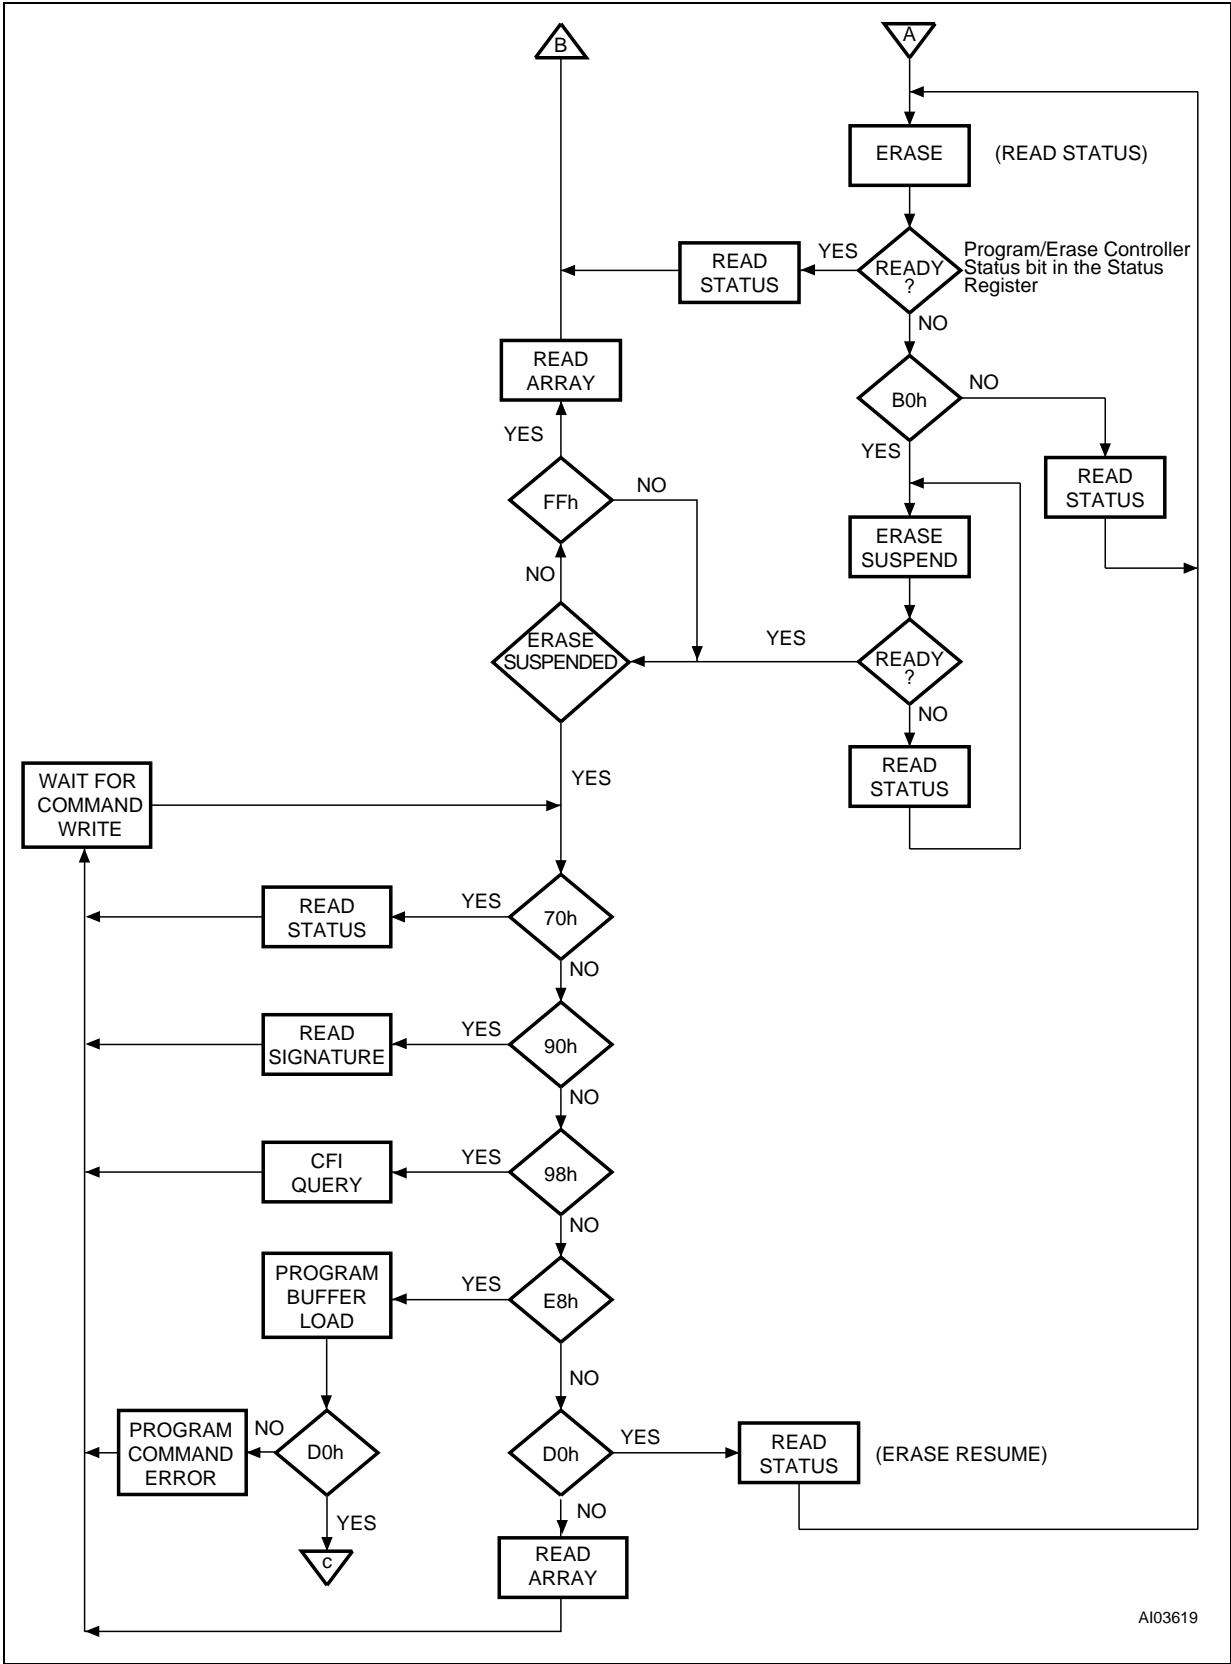 B
A
ERASE
(READ STATUS)
YES
READ
STATUS
READY
?
Program/Erase Controller
Status bit in the Status
Register
NO
READ
ARRAY
B0h
NO
YES
YES
READ
STATUS
FFh
NO
ERASE
SUSPEND
NO
ERASE
SUSPENDED
YES
READY
?
NO
READ
STATUS
WAIT FOR
COMMAND
WRITE
YES
READ
STATUS
YES
70h
NO
READ
SIGNATURE
YES
90h
NO
CFI
QUERY
YES
98h
NO
PROGRAM
BUFFER
LOAD
YES
E8h
NO
PROGRAM
COMMAND
ERROR
NO
D0h
YES
c
D0h
YES
READ
STATUS
(ERASE RESUME)
NO
READ
ARRAY
AI03619